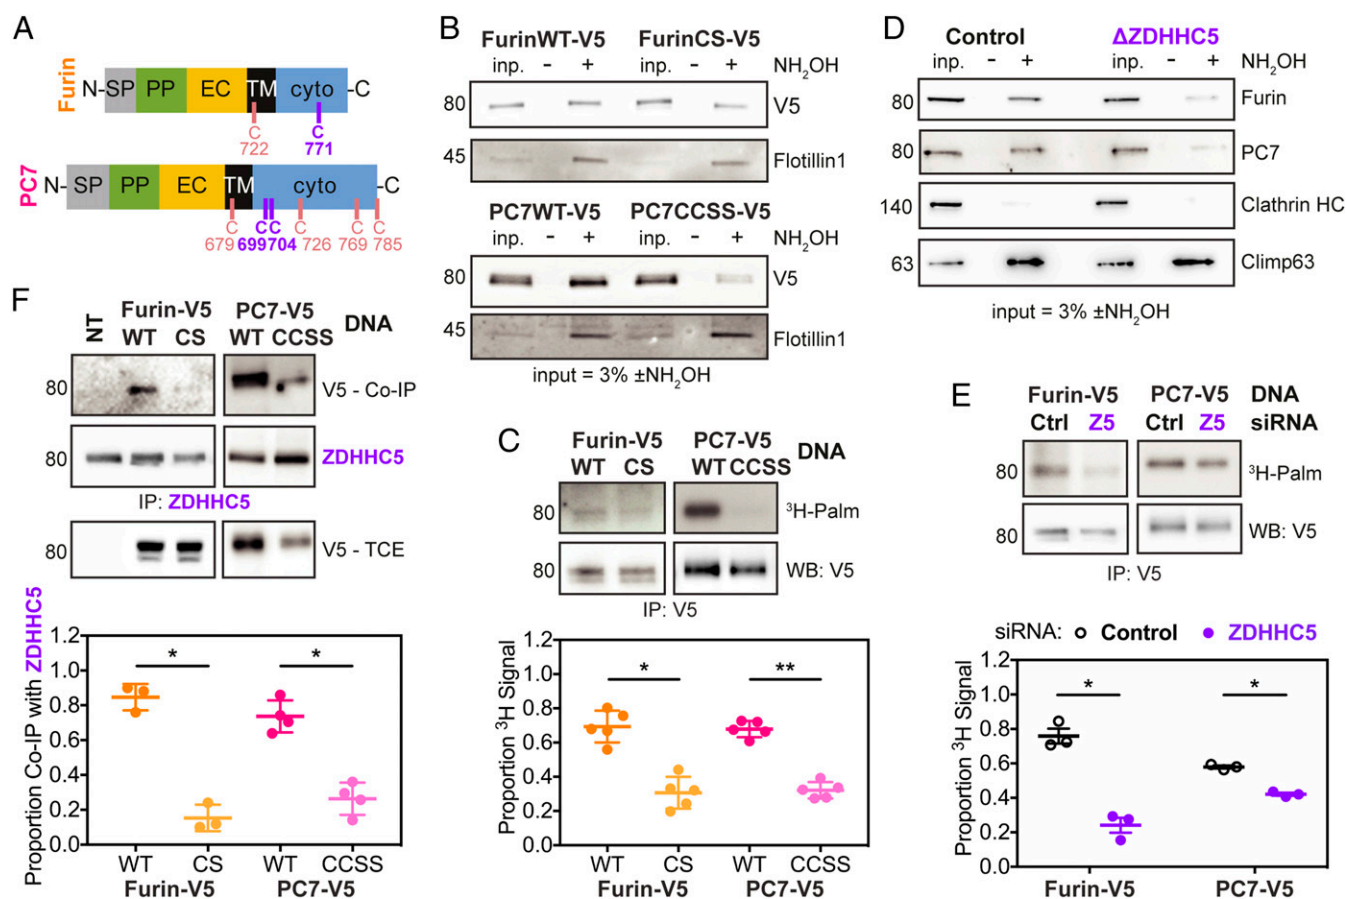 A
Furin
N-SP PP EC TM cyto -C
C C
722 771
PC7
N- SP PP EC TM cyto -C
C CC C C C
679 699704 726 769 785
B
FurinWT-V5 FurinCS-V5
inp. - + inp. - + NH2OH
80 V5
45 Flotillin1
PC7WT-V5 PC7CCSS-V5
inp. - + inp. - + NH2OH
80 V5
45 Flotillin1
input = 3% ±NH2OH
C
Furin-V5 PC7-V5 DNA
WT CS WT CCSS
80 ³H-Palm
80 WB: V5
IP: V5
Proportion ³H Signal
1.2
1.0
0.8
0.6
0.4
0.2
0.0
* **
WT CS WT CCSS
Furin-V5 PC7-V5
D
Control ΔZDHHC5
inp. - + inp. - + NH2OH
80 Furin
80 PC7
140 Clathrin HC
63 Climp63
input = 3% ±NH2OH
E
Furin-V5 PC7-V5 DNA
Ctrl Z5 Ctrl Z5 siRNA
80 ³H-Palm
80 WB: V5
IP: V5
siRNA: Control ZDHHC5
Proportion ³H Signal
1.2
1.0
0.8
0.6
0.4
0.2
0.0
* *
Furin-V5 PC7-V5
F
NT Furin-V5 PC7-V5 DNA
WT CS WT CCSS
80 V5 - Co-IP
80 ZDHHC5
IP: ZDHHC5
80 V5 - TCE
Proportion Co-IP with ZDHHC5
1.2
1.0
0.8
0.6
0.4
0.2
0.0
* *
WT CS WT CCSS
Furin-V5 PC7-V5